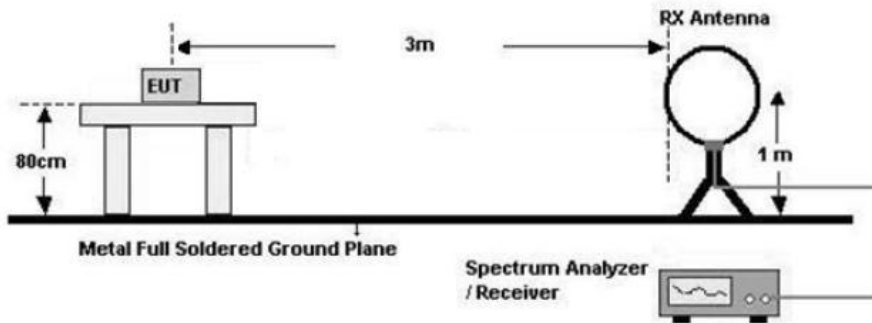 RX Antenna
3m
EUT
80cm
1 m
Metal Full Soldered Ground Plane
Spectrum Analyzer
/ Receiver